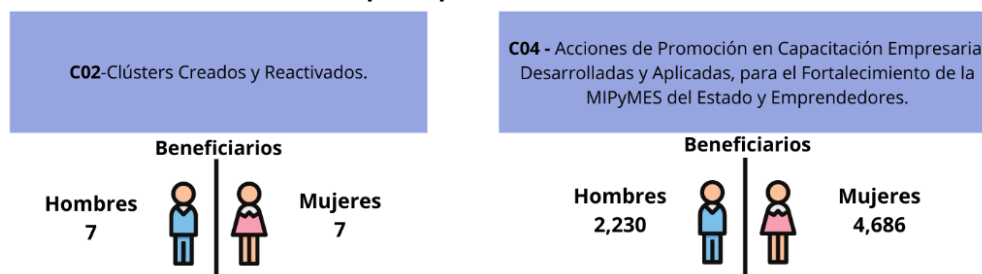 C02-Clústers Creados y Reactivados.
Beneficiarios
Hombres
7
Mujeres
7
C04 - Acciones de Promoción en Capacitación Empresaria
Desarrolladas y Aplicadas, para el Fortalecimiento de la
MIPyMES del Estado y Emprendedores.
Beneficiarios
Hombres
2,230
Mujeres
4,686